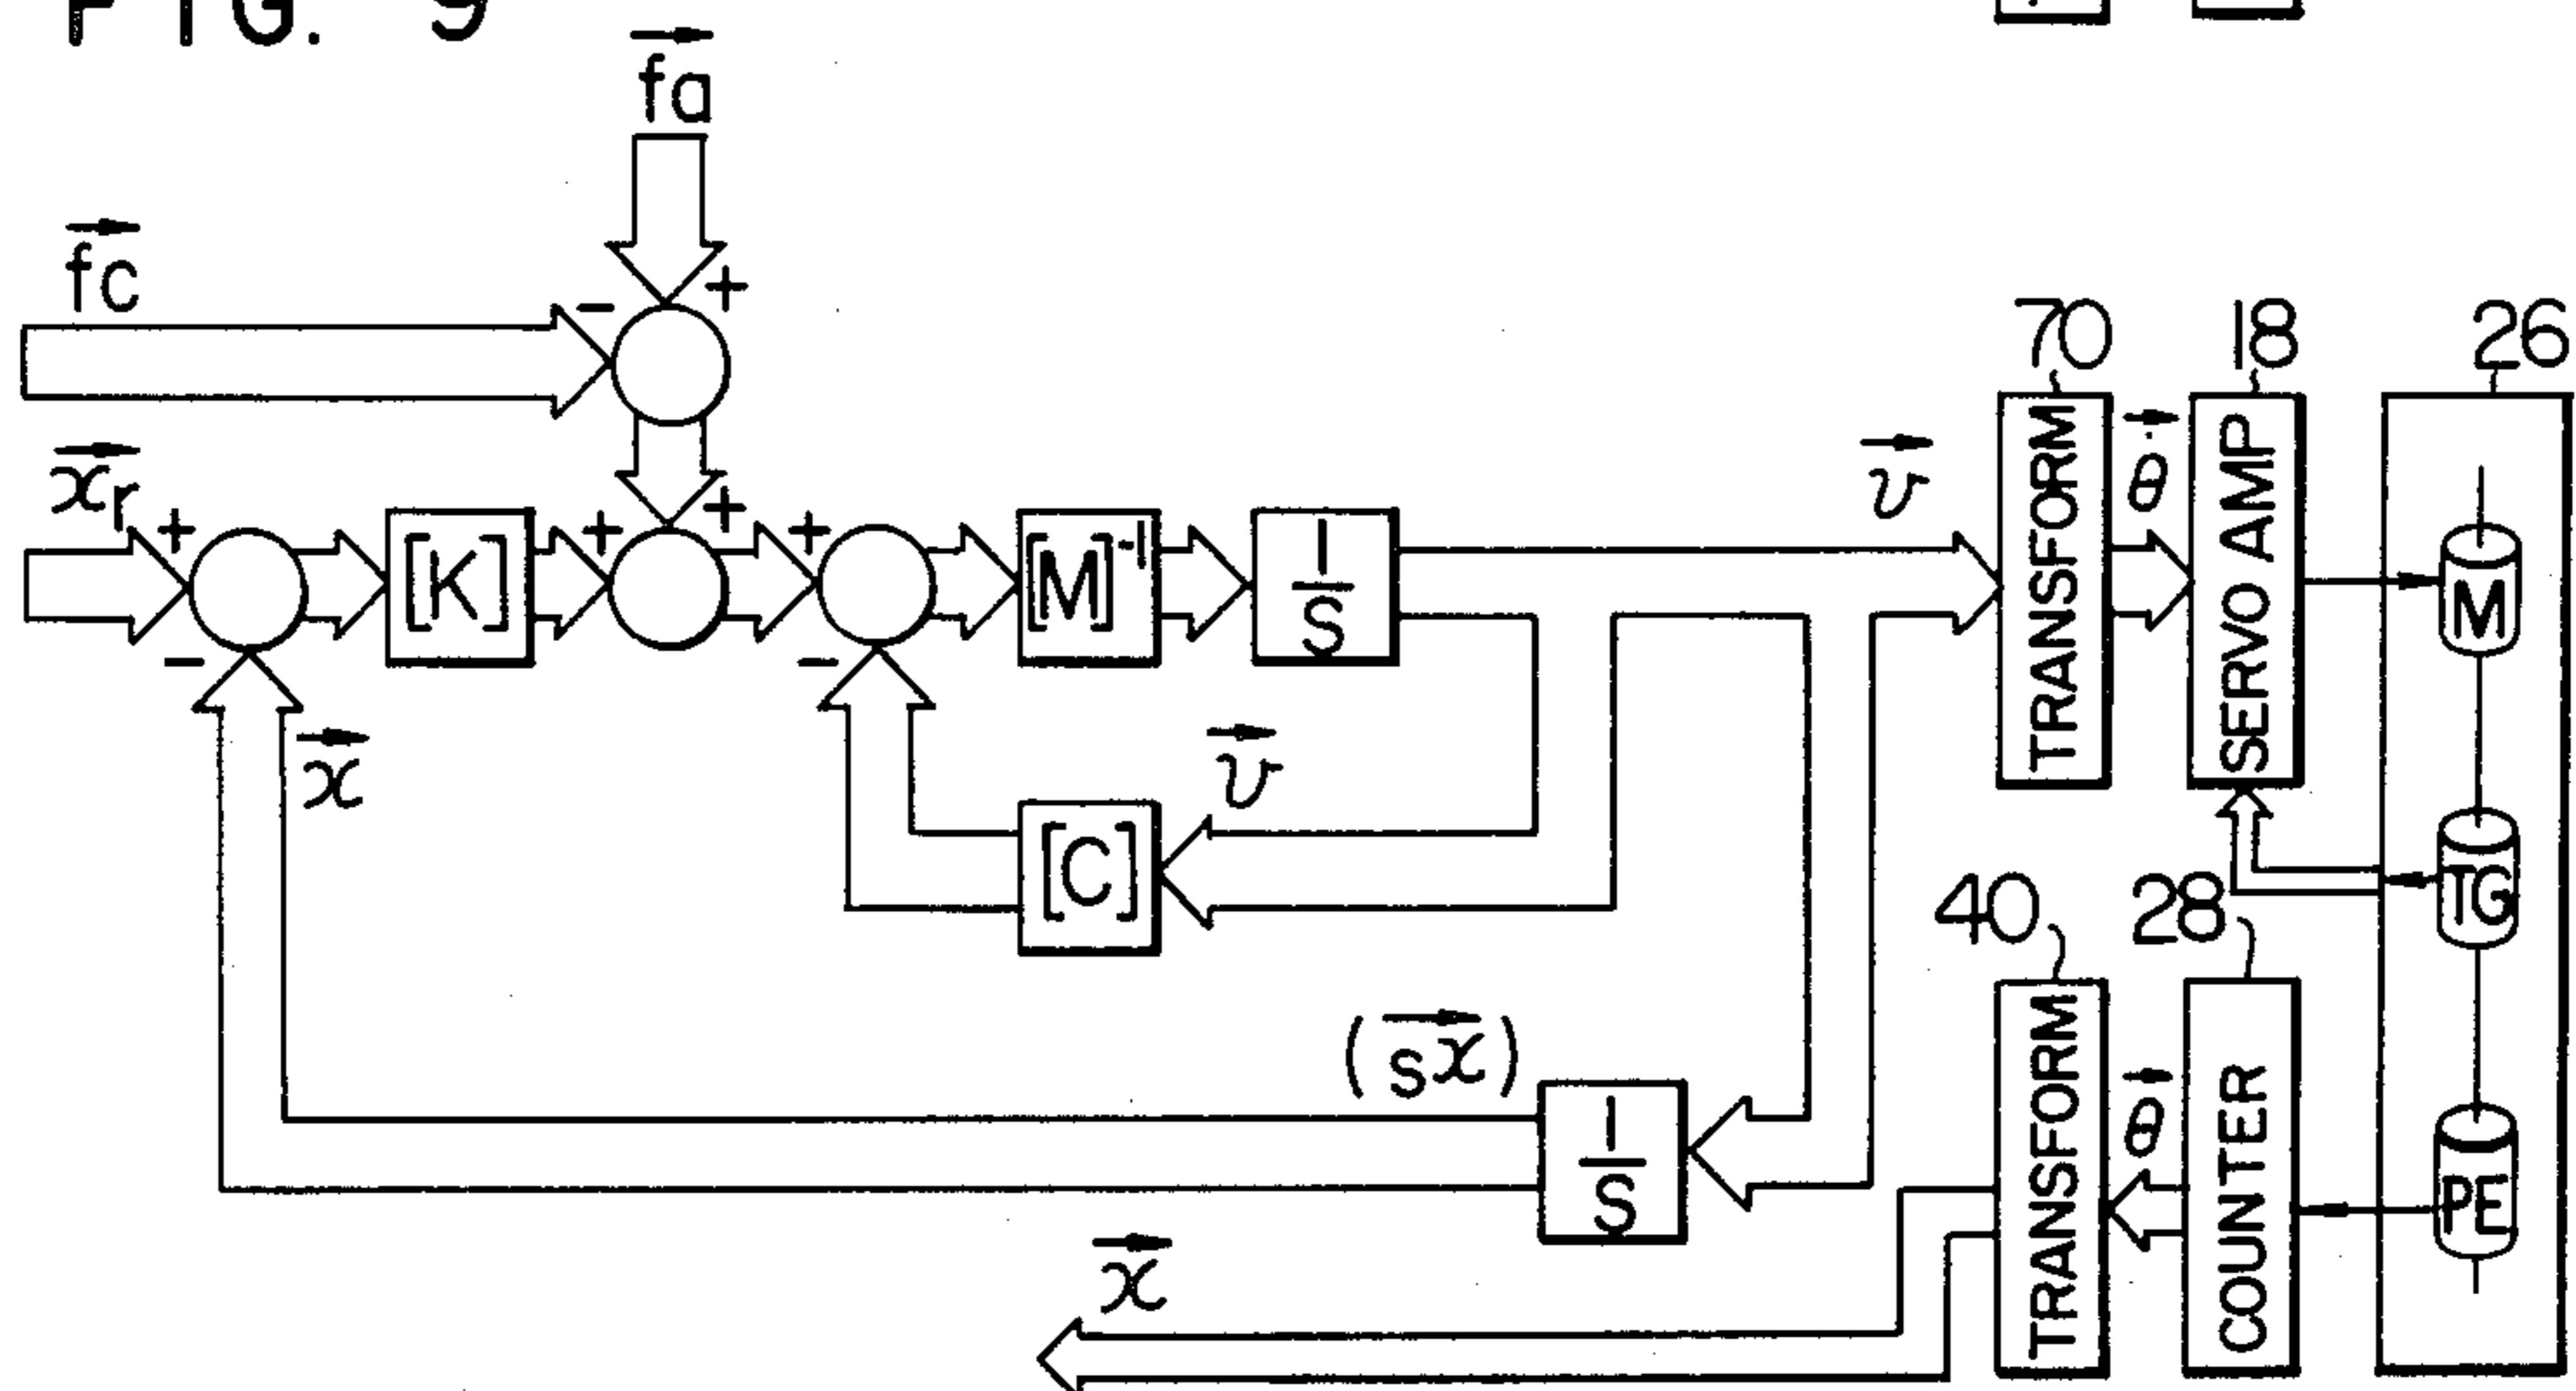 FIG. 9
fa
fc
70
18
26
xr
+
-
+
[K]
+
+
+
[M]-1
1/S
v
TRANSFORM
θ̇
SERVO AMP
M
-
-
x
v
[C]
TG
40
28
(sx)
1/S
TRANSFORM
θ
COUNTER
PE
x